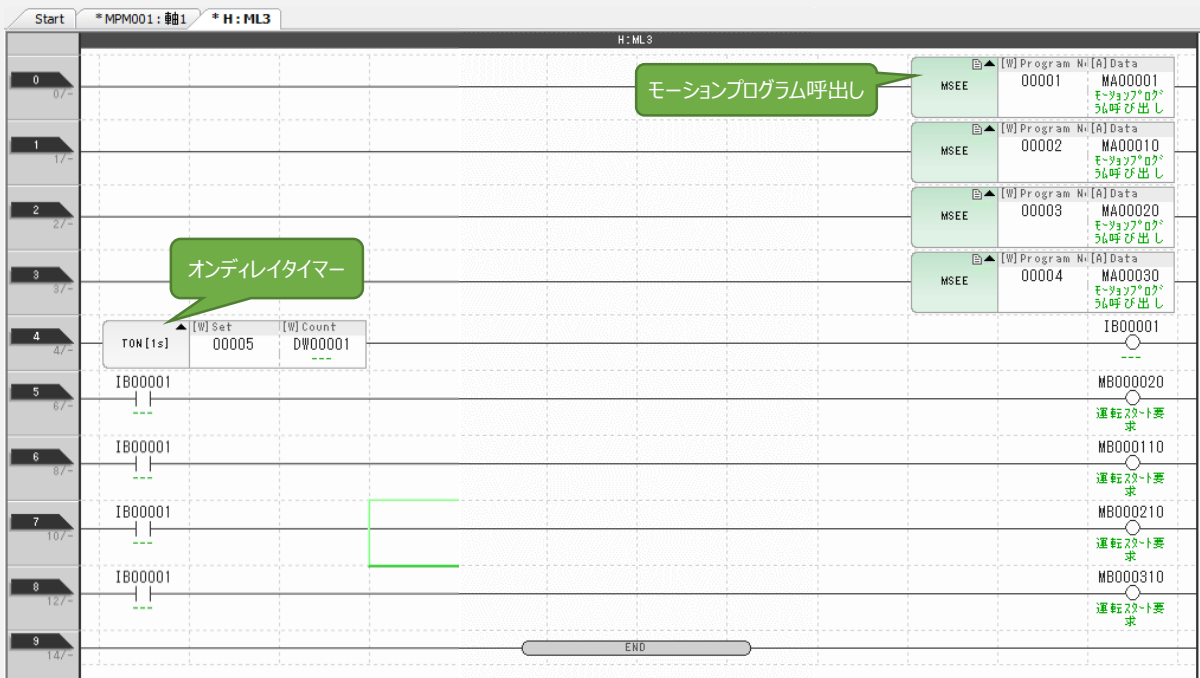 Start
*MPM001:軸1
* H:ML3
H:ML3
0
0/-
モーションプログラム呼出し
MSEE
[W]Program N
[A]Data
00001
MA00001
モーションプログ
ラム呼び出し
1
1/-
MSEE
[W]Program N
[A]Data
00002
MA00010
モーションプログ
ラム呼び出し
2
2/-
MSEE
[W]Program N
[A]Data
00003
MA00020
モーションプログ
ラム呼び出し
3
3/-
オンディレイタイマー
MSEE
[W]Program N
[A]Data
00004
MA00030
モーションプログ
ラム呼び出し
4
4/-
TON[1s]
[W]Set
[W]Count
00005
DW00001
---
IB00001
---
5
6/-
IB00001
---
MB000020
運転スタート要
求
6
8/-
IB00001
---
MB000110
運転スタート要
求
7
10/-
IB00001
---
MB000210
運転スタート要
求
8
12/-
IB00001
---
MB000310
運転スタート要
求
9
14/-
END